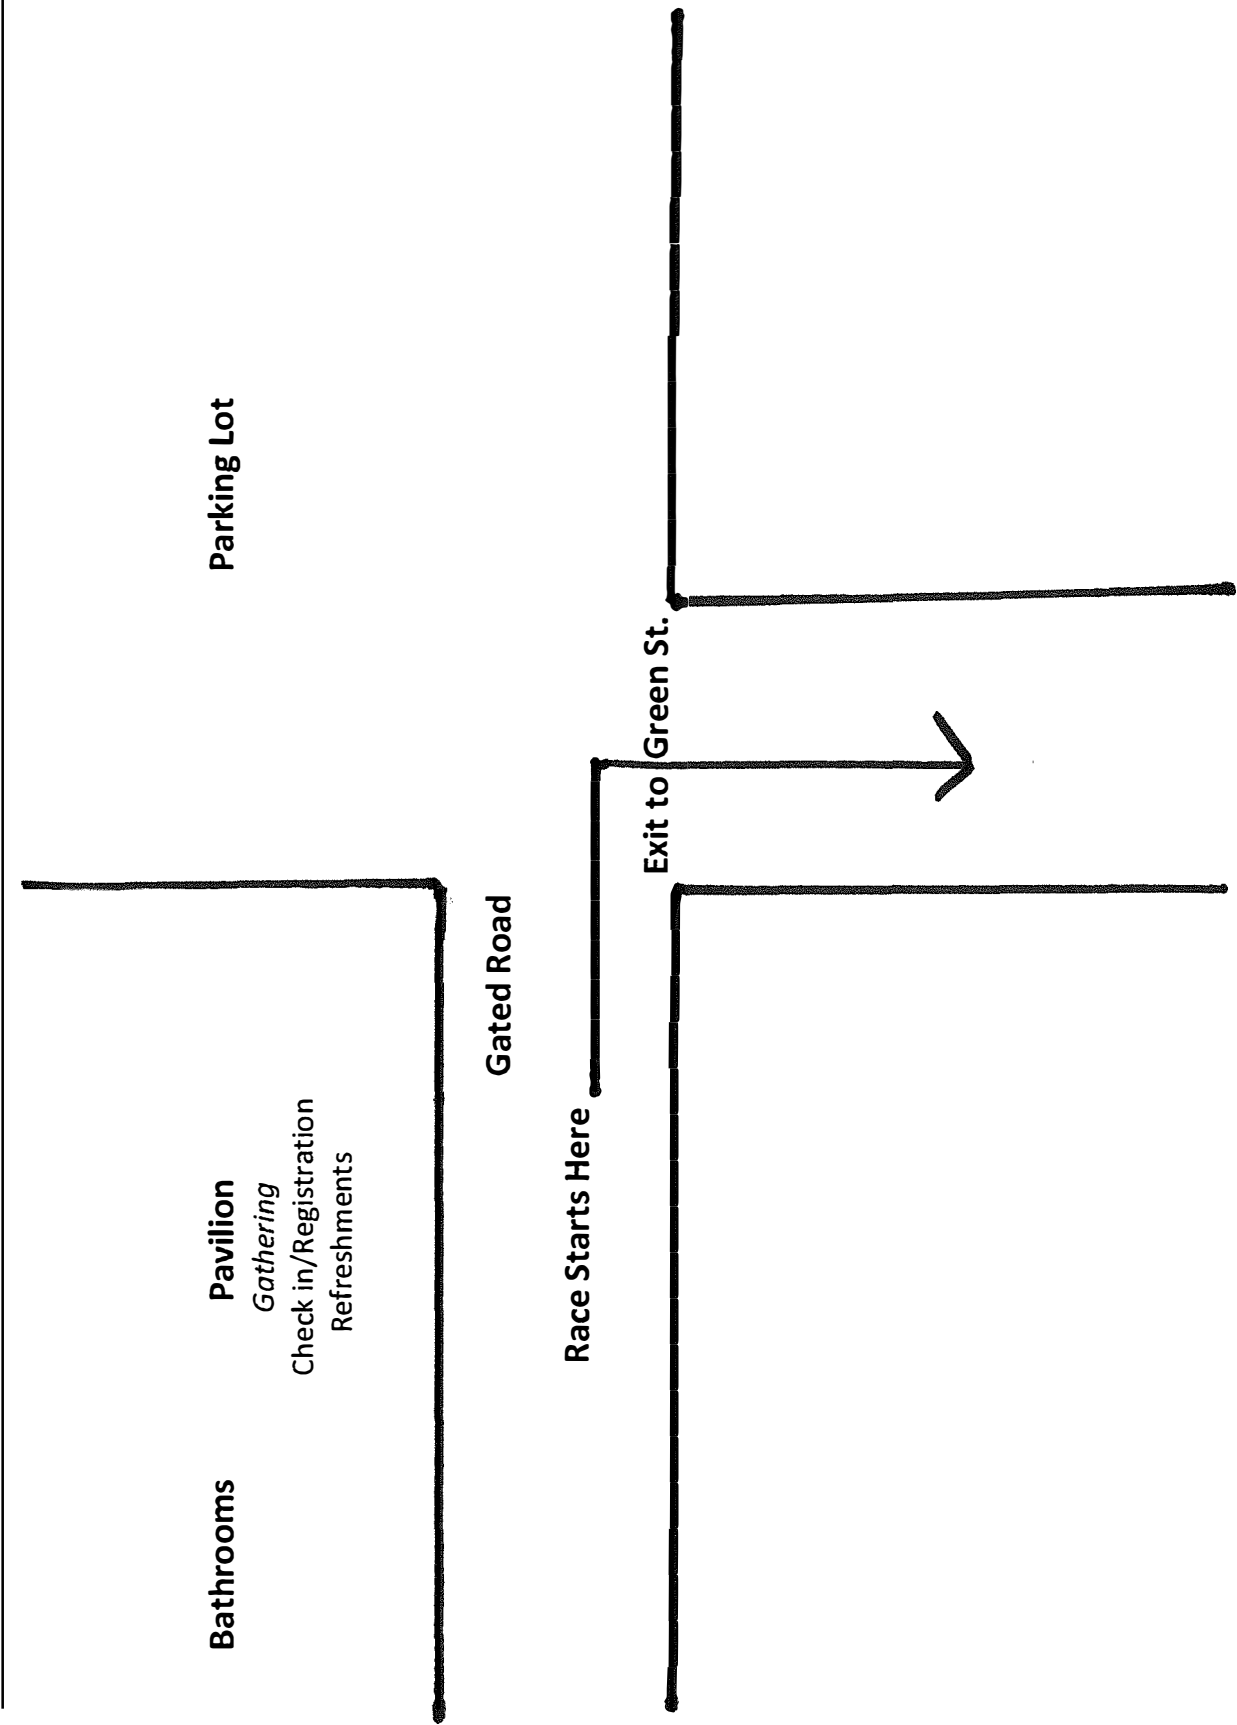 Bathrooms
Pavilion
Gathering
Check in/Registration
Refreshments
Parking Lot
Gated Road
Race Starts Here
Exit to Green St.